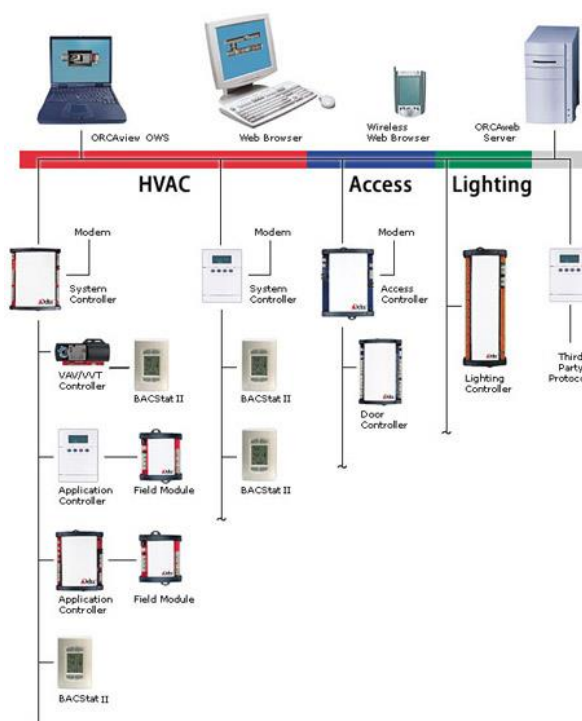 ORCAview OWS
Web Browser
Wireless
Web Browser
ORCAweb
Server
HVAC
Access
Lighting
Modem
System
Controller
Modem
System
Controller
Modem
Access
Controller
Lighting
Controller
Third
Party
Protoco
VAV/VVT
Controller
BACStat II
BACStat II
Door
Controller
Application
Controller
Field Module
BACStat II
Application
Controller
Field Module
BACStat II